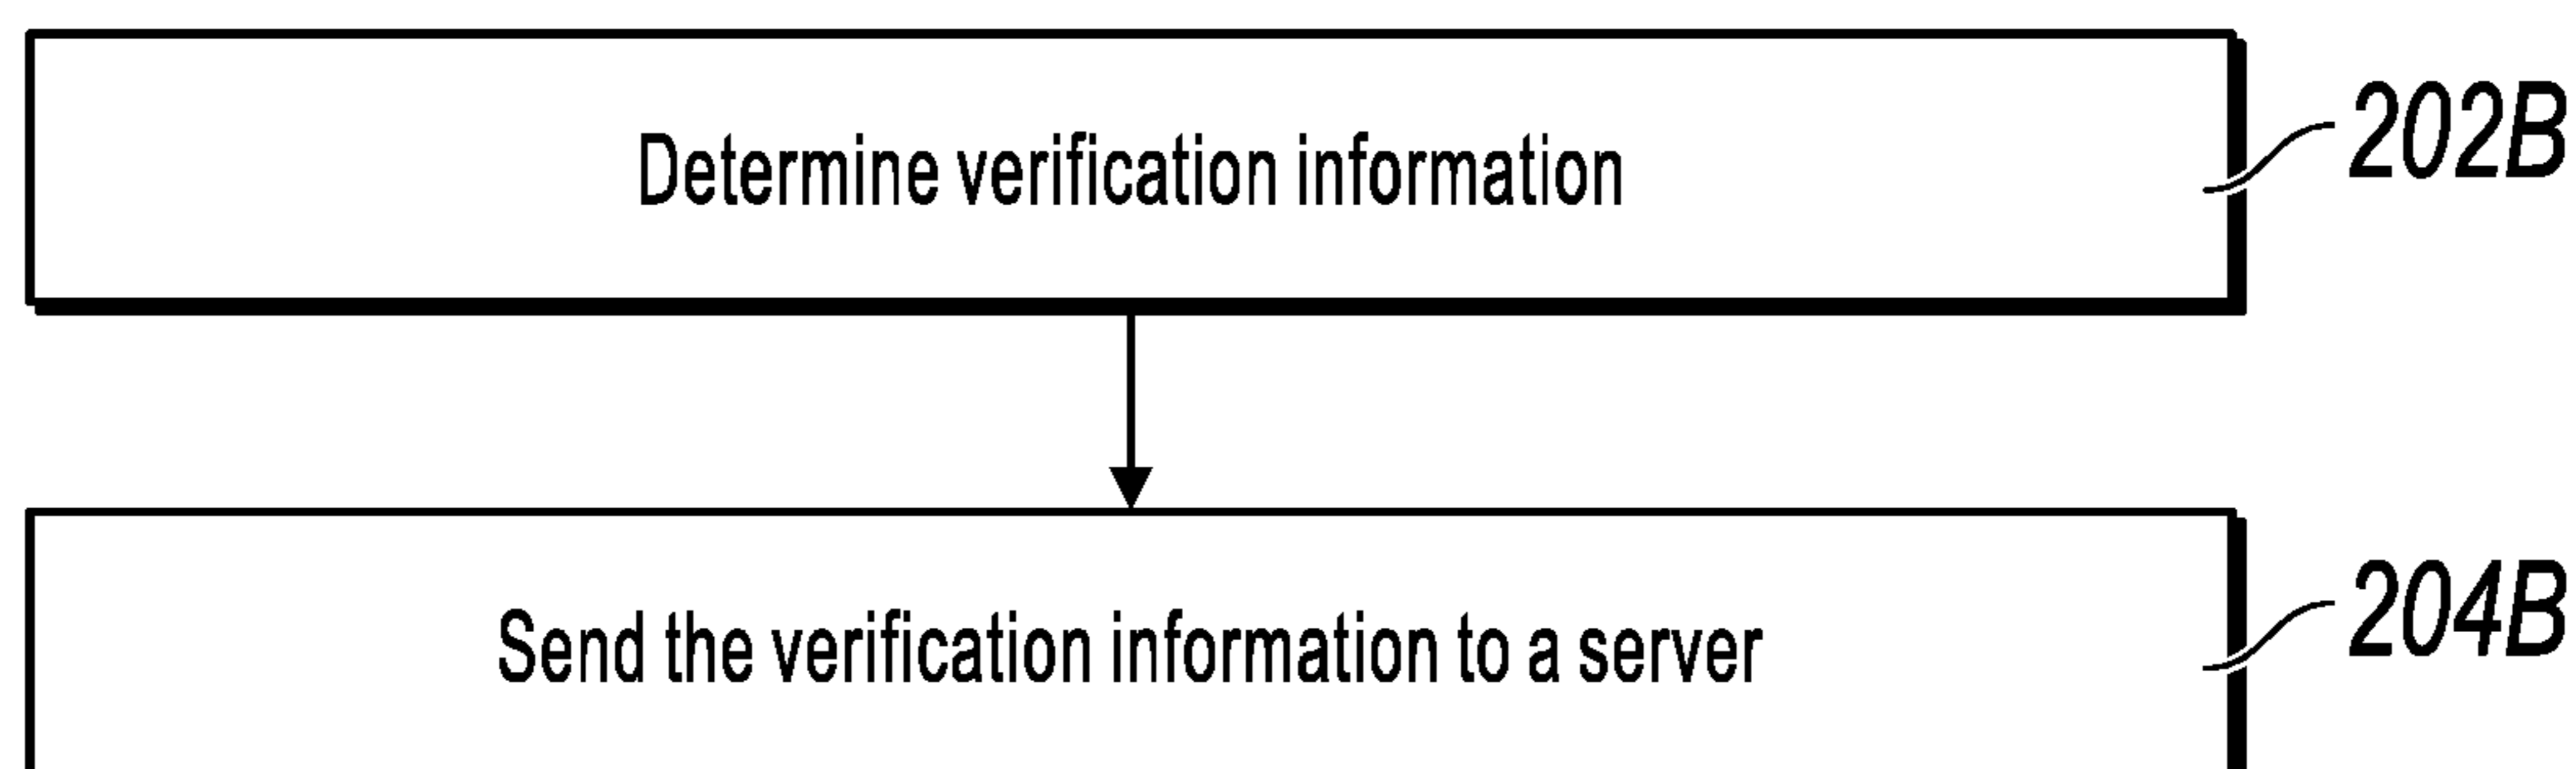 Determine verification information
202B
Send the verification information to a server
204B